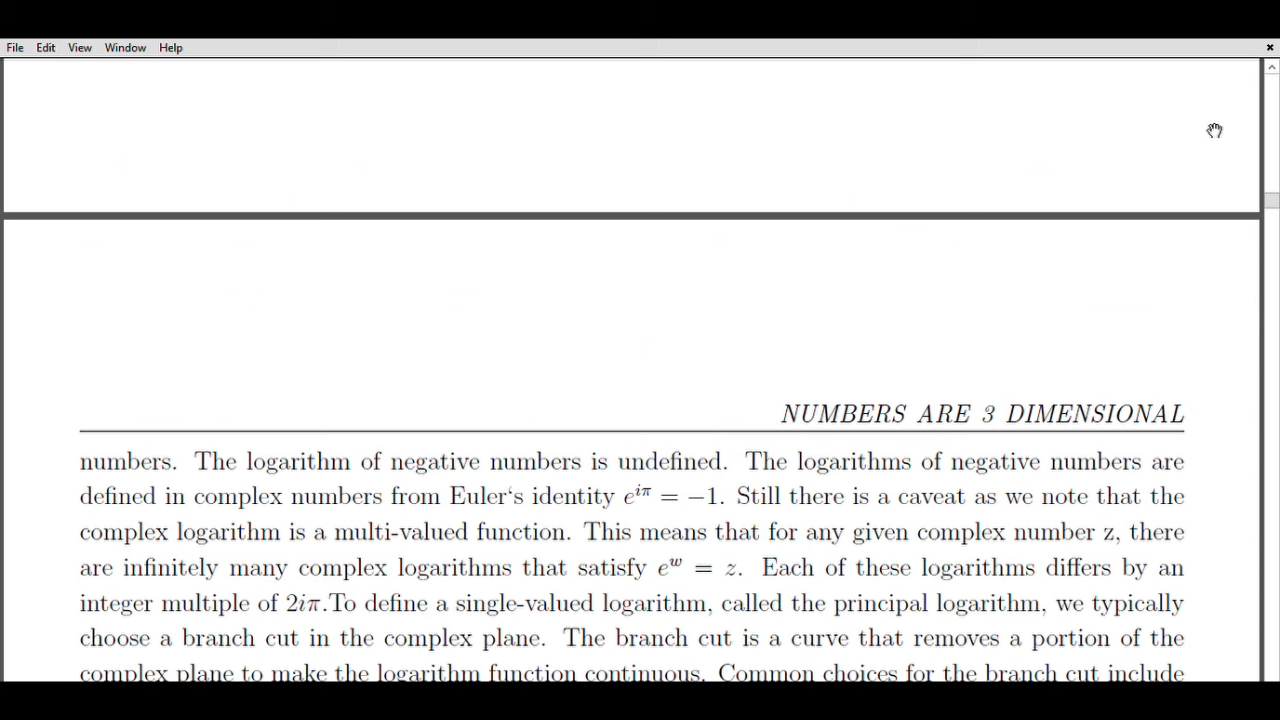 File Edit View Window Help
NUMBERS ARE 3 DIMENSIONAL
numbers. The logarithm of negative numbers is undefined. The logarithms of negative numbers are
defined in complex numbers from Euler‘s identity e^{iπ} = −1. Still there is a caveat as we note that the
complex logarithm is a multi-valued function. This means that for any given complex number z, there
are infinitely many complex logarithms that satisfy e^w = z. Each of these logarithms differs by an
integer multiple of 2iπ.To define a single-valued logarithm, called the principal logarithm, we typically
choose a branch cut in the complex plane. The branch cut is a curve that removes a portion of the
complex plane to make the logarithm function continuous. Common choices for the branch cut include